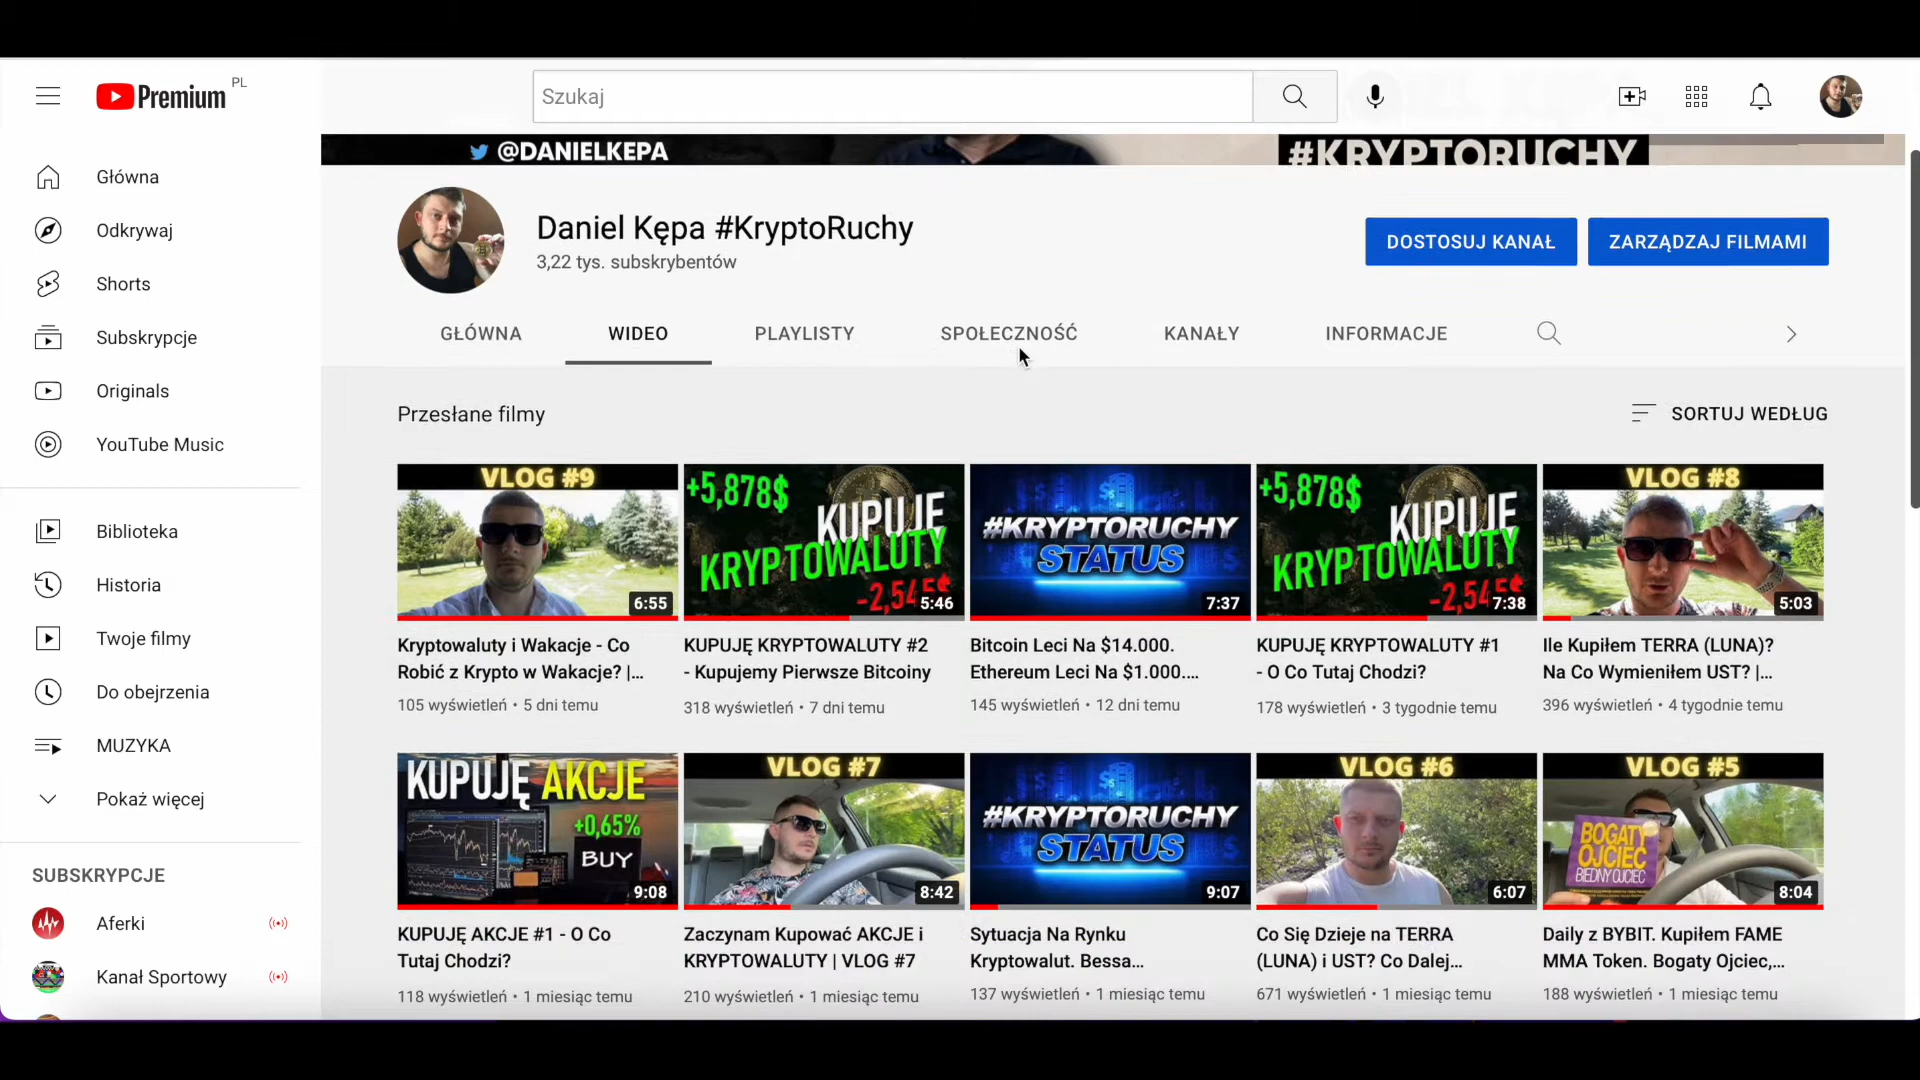 Premium PL
Szukaj
Główna
Odkrywaj
Shorts
Subskrypcje
Originals
YouTube Music
Biblioteka
Historia
Twoje filmy
Do obejrzenia
MUZYKA
Pokaż więcej
SUBSKRYPCJE
Aferki
Kanał Sportowy
@DANIELKEPA
#KRYPTORUCHY
Daniel Kępa #KryptoRuchy
3,22 tys. subskrybentów
DOSTOSUJ KANAŁ
ZARZĄDZAJ FILMAMI
GŁÓWNA
WIDEO
PLAYLISTY
SPOŁECZNOŚĆ
KANAŁY
INFORMACJE
Przesłane filmy
SORTUJ WEDŁUG
VLOG #9
6:55
Kryptowaluty i Wakacje - Co
Robić z Krypto w Wakacje? |...
105 wyświetleń • 5 dni temu
+5,878$
KUPUJĘ
KRYPTOWALUTY
-2,545$
5:46
KUPUJĘ KRYPTOWALUTY #2
- Kupujemy Pierwsze Bitcoiny
318 wyświetleń • 7 dni temu
#KRYPTORUCHY
STATUS
7:37
Bitcoin Leci Na $14.000.
Ethereum Leci Na $1.000....
145 wyświetleń • 12 dni temu
+5,878$
KUPUJĘ
KRYPTOWALUTY
-2,545$
7:38
KUPUJĘ KRYPTOWALUTY #1
- O Co Tutaj Chodzi?
178 wyświetleń • 3 tygodnie temu
VLOG #8
5:03
Ile Kupiłem TERRA (LUNA)?
Na Co Wymieniłem UST? |...
396 wyświetleń • 4 tygodnie temu
KUPUJĘ AKCJE
+0,65%
BUY
9:08
KUPUJĘ AKCJE #1 - O Co
Tutaj Chodzi?
118 wyświetleń • 1 miesiąc temu
VLOG #7
8:42
Zaczynam Kupować AKCJE i
KRYPTOWALUTY | VLOG #7
210 wyświetleń • 1 miesiąc temu
#KRYPTORUCHY
STATUS
9:07
Sytuacja Na Rynku
Kryptowalut. Bessa...
137 wyświetleń • 1 miesiąc temu
VLOG #6
6:07
Co Się Dzieje na TERRA
(LUNA) i UST? Co Dalej...
671 wyświetleń • 1 miesiąc temu
VLOG #5
BOGATY
OJCIEC
BIEDNY OJCIEC
8:04
Daily z BYBIT. Kupiłem FAME
MMA Token. Bogaty Ojciec,...
188 wyświetleń • 1 miesiąc temu